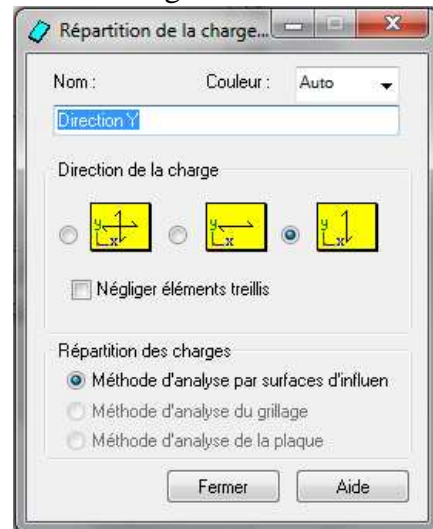 Répartition de la charge...
Nom : Couleur : Auto
Direction Y
Direction de la charge
y x y x y x
Négliger éléments treillis
Répartition des charges
Méthode d'analyse par surfaces d'influen
Méthode d'analyse du grillage
Méthode d'analyse de la plaque
Fermer Aide